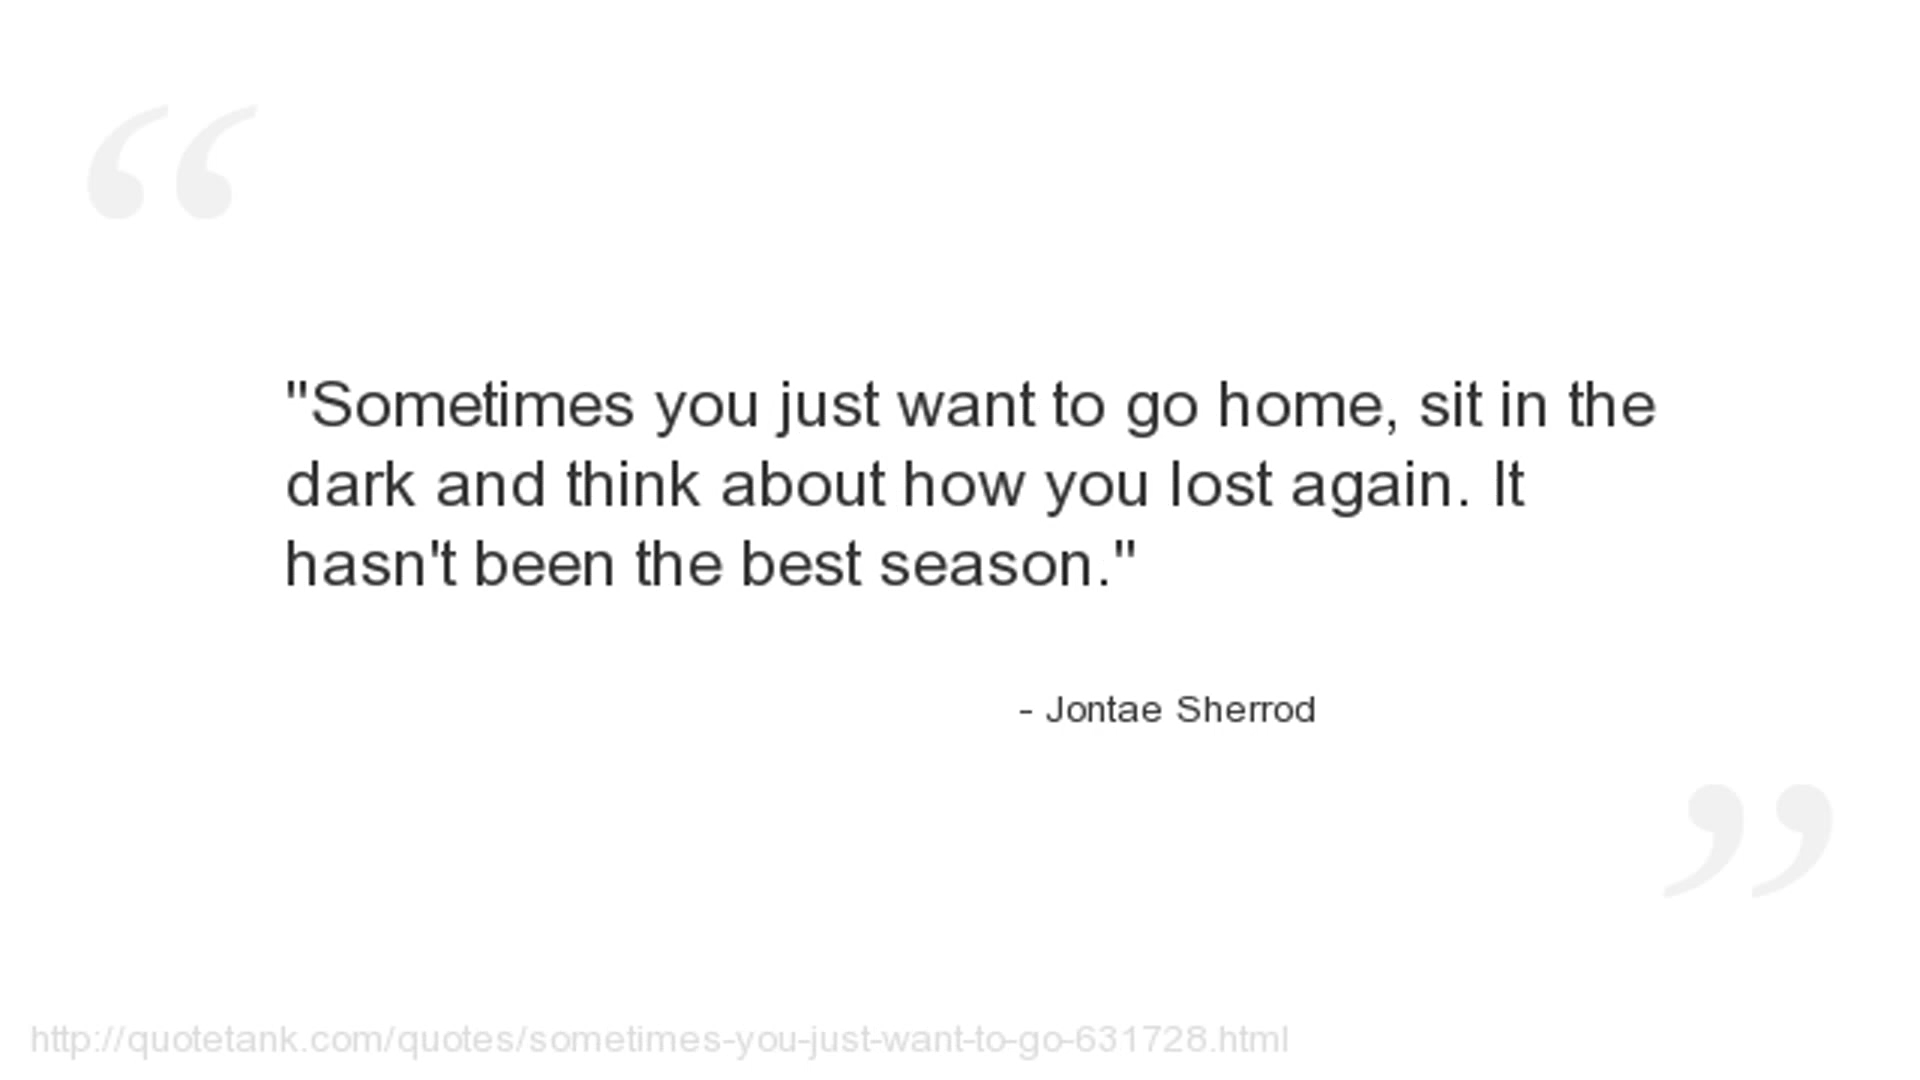 "Sometimes you just want to go home, sit in the
dark and think about how you lost again. It
hasn't been the best season."
- Jontae Sherrod
http://quotetank.com/quotes/sometimes-you-just-want-to-go-631728.html